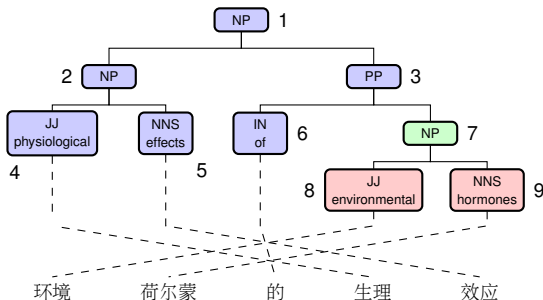 NP 1
2 NP
PP 3
JJ physiological
4
NNS effects
5
IN of
6
NP 7
8
JJ environmental
NNS hormones
9
环境 荷尔蒙 的 生理 效应